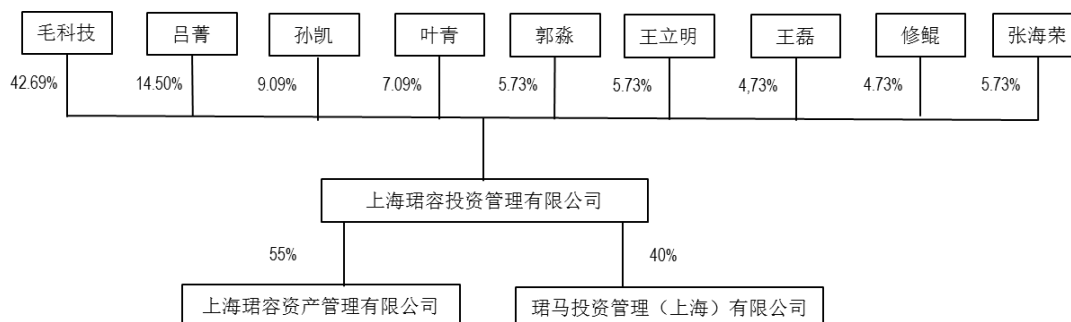 毛科技 吕菁 孙凯 叶青 郭淼 王立明 王磊 修鲲 张海荣
42.69% 14.50% 9.09% 7.09% 5.73% 5.73% 4,73% 4.73% 5.73%
上海珺容投资管理有限公司
55% 40%
上海珺容资产管理有限公司 珺马投资管理（上海）有限公司